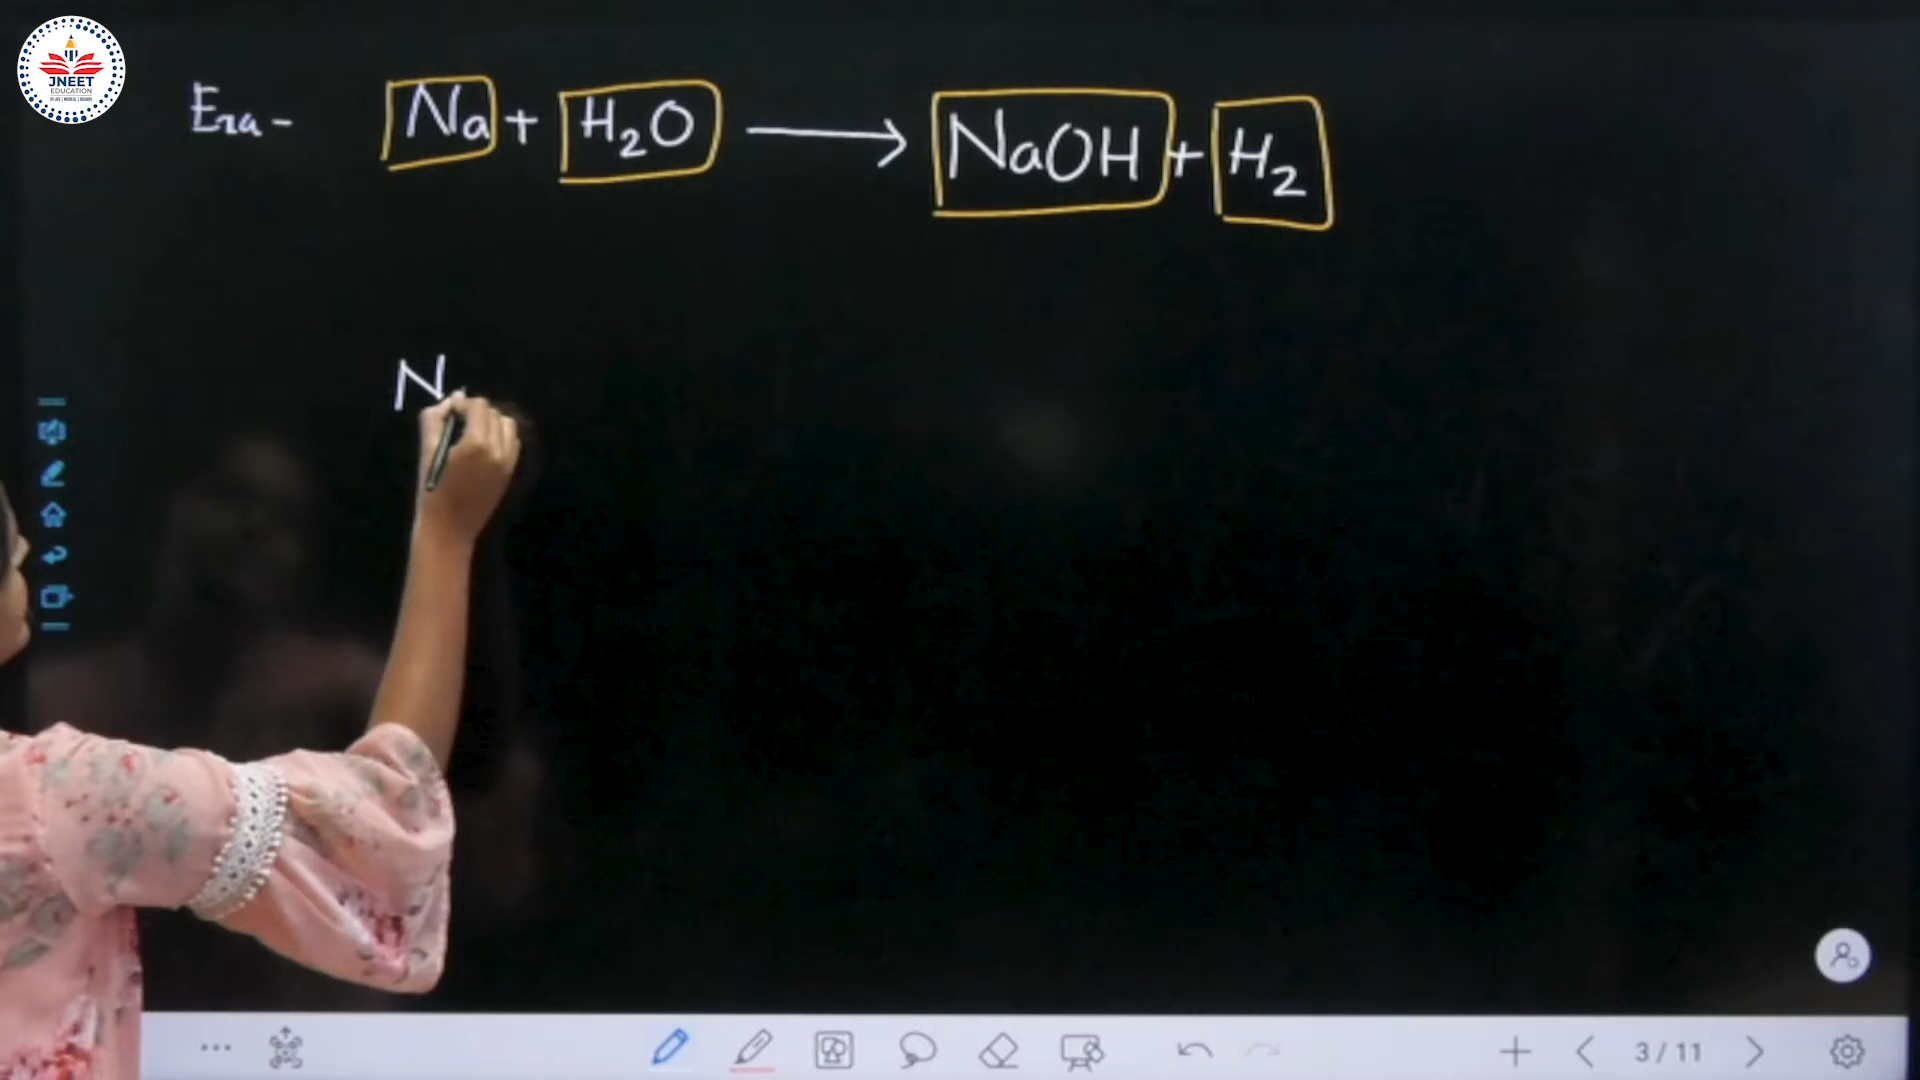 JNEET
EDUCATION
Exa- Na + H₂O ⟶ NaOH + H₂
N
3 / 11